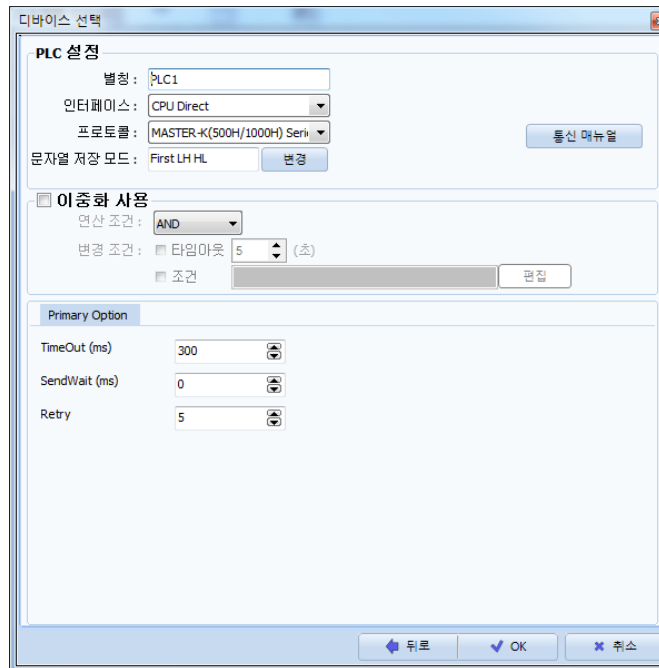 디바이스 선택
PLC 설정
별칭 : PLC1
인터페이스 : CPU Direct
프로토콜 : MASTER-K(500H/1000H) Seri
통신 매뉴얼
문자열 저장 모드 : First LH HL 변경
이중화 사용
연산 조건 : AND
변경 조건 : 타임아웃 5 (초)
조건 편집
Primary Option
TimeOut (ms) 300
SendWait (ms) 0
Retry 5
뒤로 OK 취소